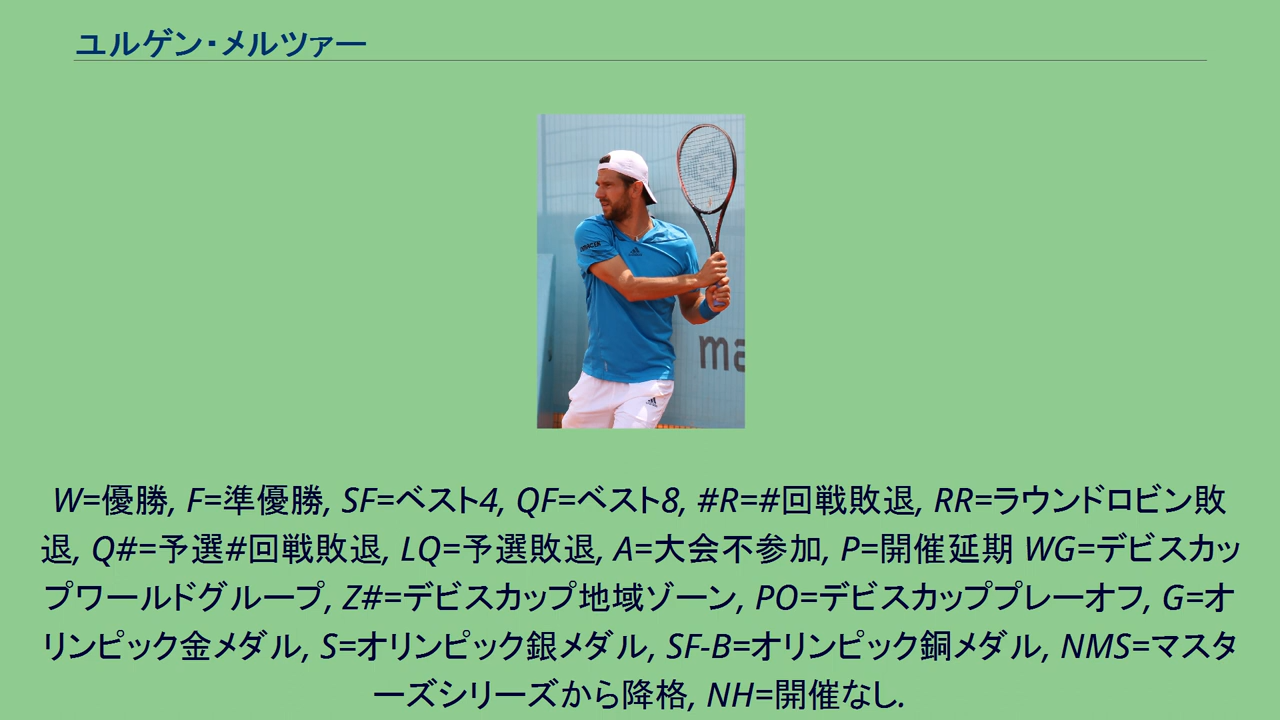 ユルゲン・メルツァー
ma
W=優勝, F=準優勝, SF=ベスト4, QF=ベスト8, #R=#回戦敗退, RR=ラウンドロビン敗
退, Q#=予選#回戦敗退, LQ=予選敗退, A=大会不参加, P=開催延期 WG=デビスカッ
プワールドグループ, Z#=デビスカップ地域ゾーン, PO=デビスカッププレーオフ, G=オ
リンピック金メダル, S=オリンピック銀メダル, SF-B=オリンピック銅メダル, NMS=マスタ
ーズシリーズから降格, NH=開催なし.